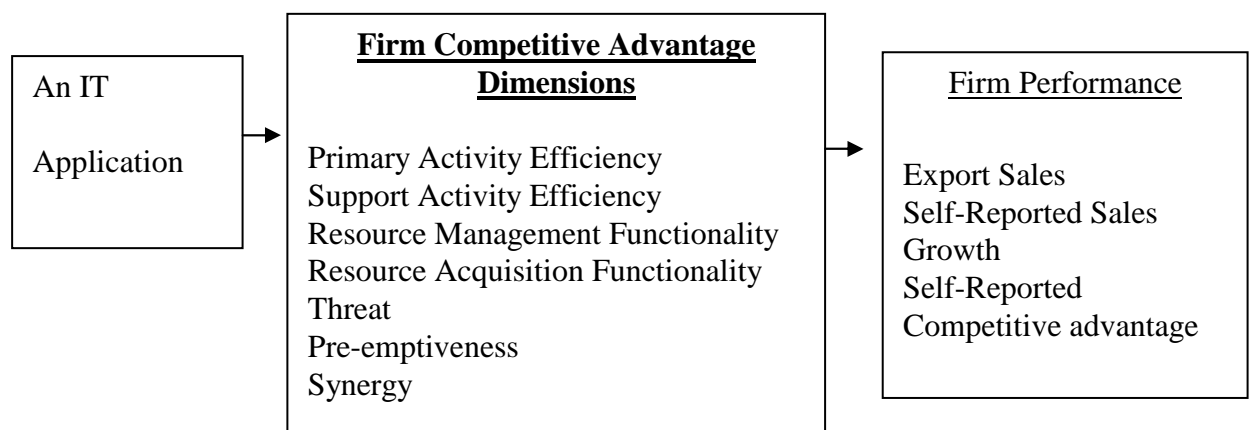 An IT
Application
Firm Competitive Advantage
Dimensions
Primary Activity Efficiency
Support Activity Efficiency
Resource Management Functionality
Resource Acquisition Functionality
Threat
Pre-emptiveness
Synergy
Firm Performance
Export Sales
Self-Reported Sales
Growth
Self-Reported
Competitive advantage